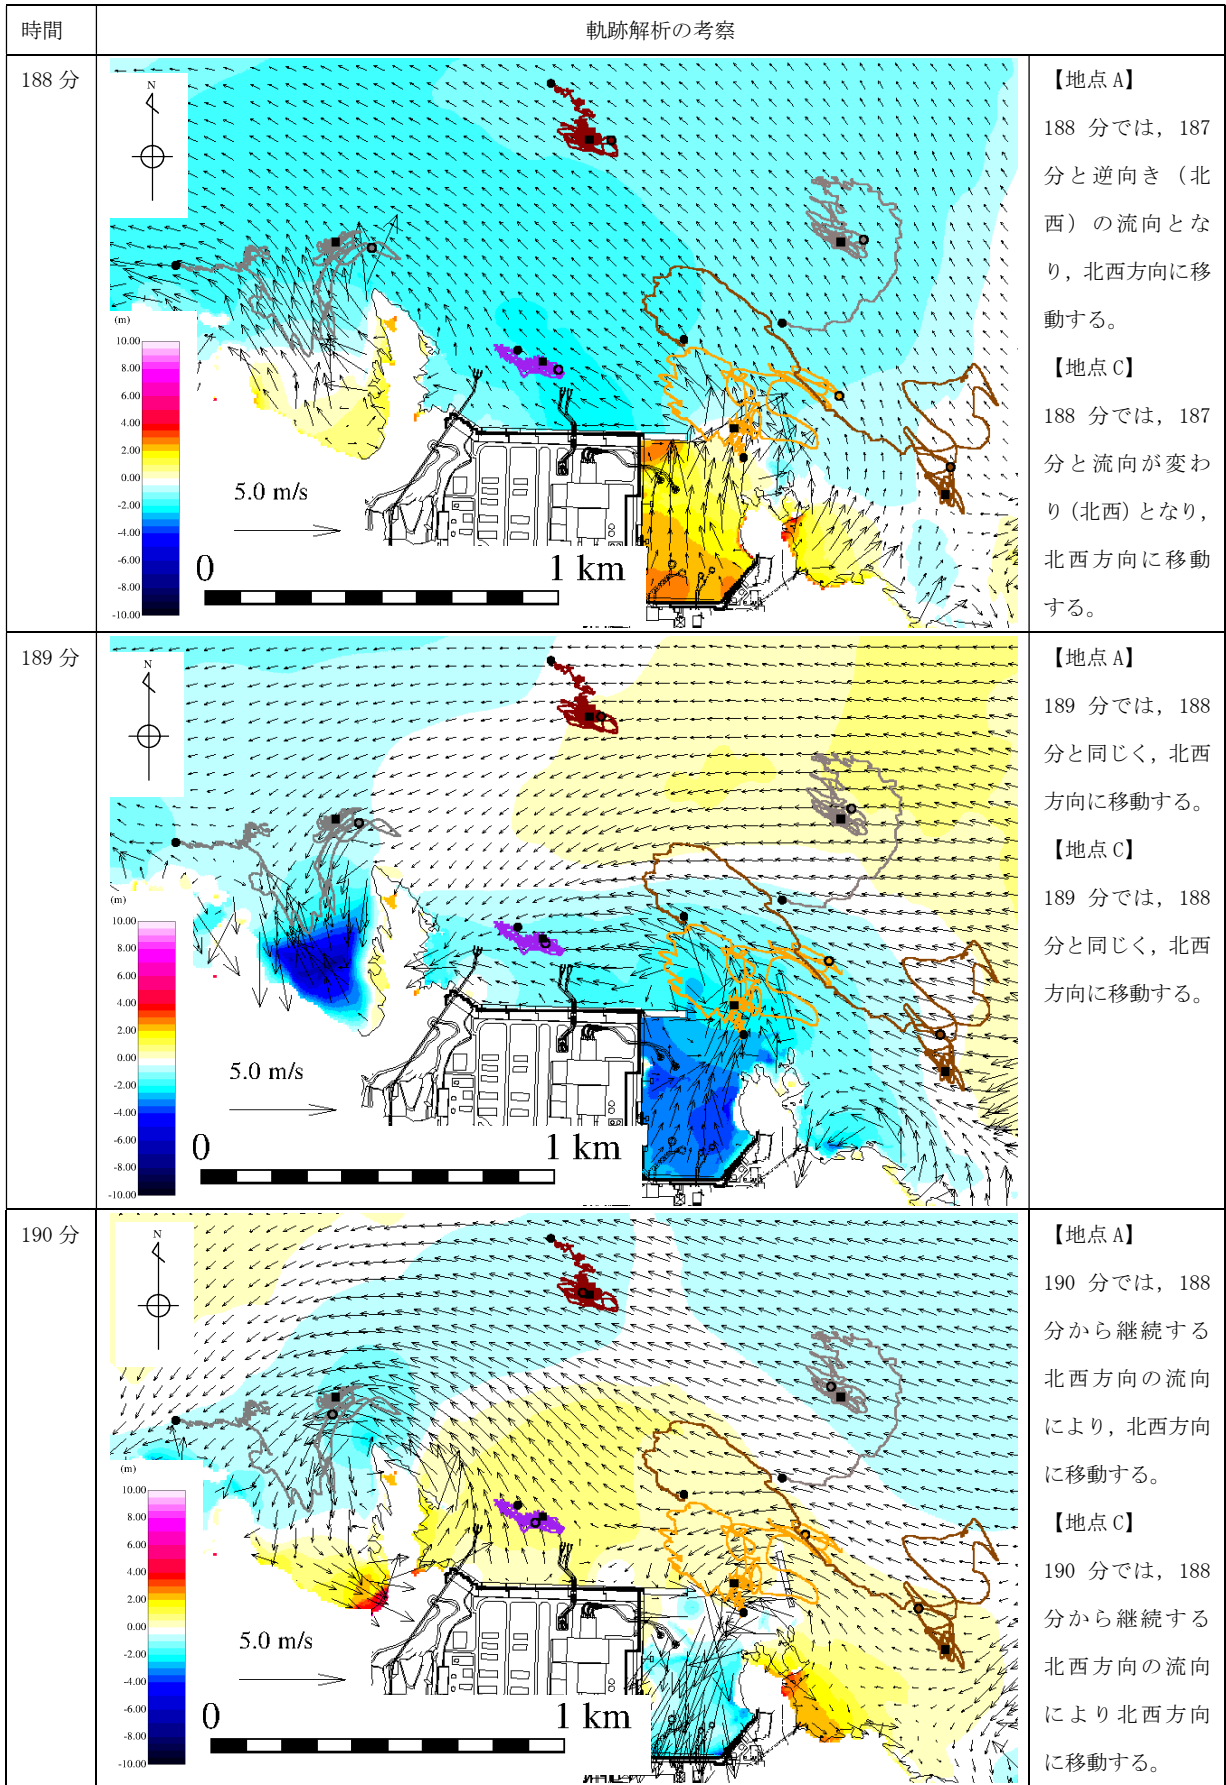 時間
軌跡解析の考察
188 分
N
(m)
10.00
8.00
6.00
4.00
2.00
0.00
-2.00
-4.00
-6.00
-8.00
-10.00
5.0 m/s
0
1 km
【地点 A】
188 分では，187
分と逆向き（北
西）の流向とな
り，北西方向に移
動する。
【地点 C】
188 分では，187
分と流向が変わ
り（北西）となり，
北西方向に移動
する。
189 分
N
(m)
10.00
8.00
6.00
4.00
2.00
0.00
-2.00
-4.00
-6.00
-8.00
-10.00
5.0 m/s
0
1 km
【地点 A】
189 分では，188
分と同じく，北西
方向に移動する。
【地点 C】
189 分では，188
分と同じく，北西
方向に移動する。
190 分
N
(m)
10.00
8.00
6.00
4.00
2.00
0.00
-2.00
-4.00
-6.00
-8.00
-10.00
5.0 m/s
0
1 km
【地点 A】
190 分では，188
分から継続する
北西方向の流向
により，北西方向
に移動する。
【地点 C】
190 分では，188
分から継続する
北西方向の流向
により北西方向
に移動する。